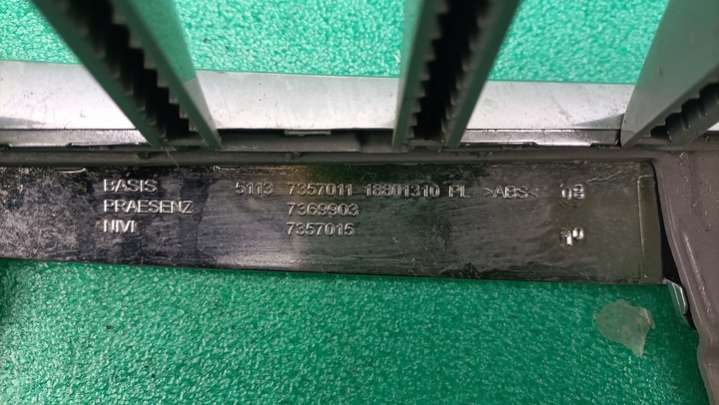 BASIS 5113 7357011 18801310 PL >ABS< 08
PRAESENZ 7369903
NIVI 7357015